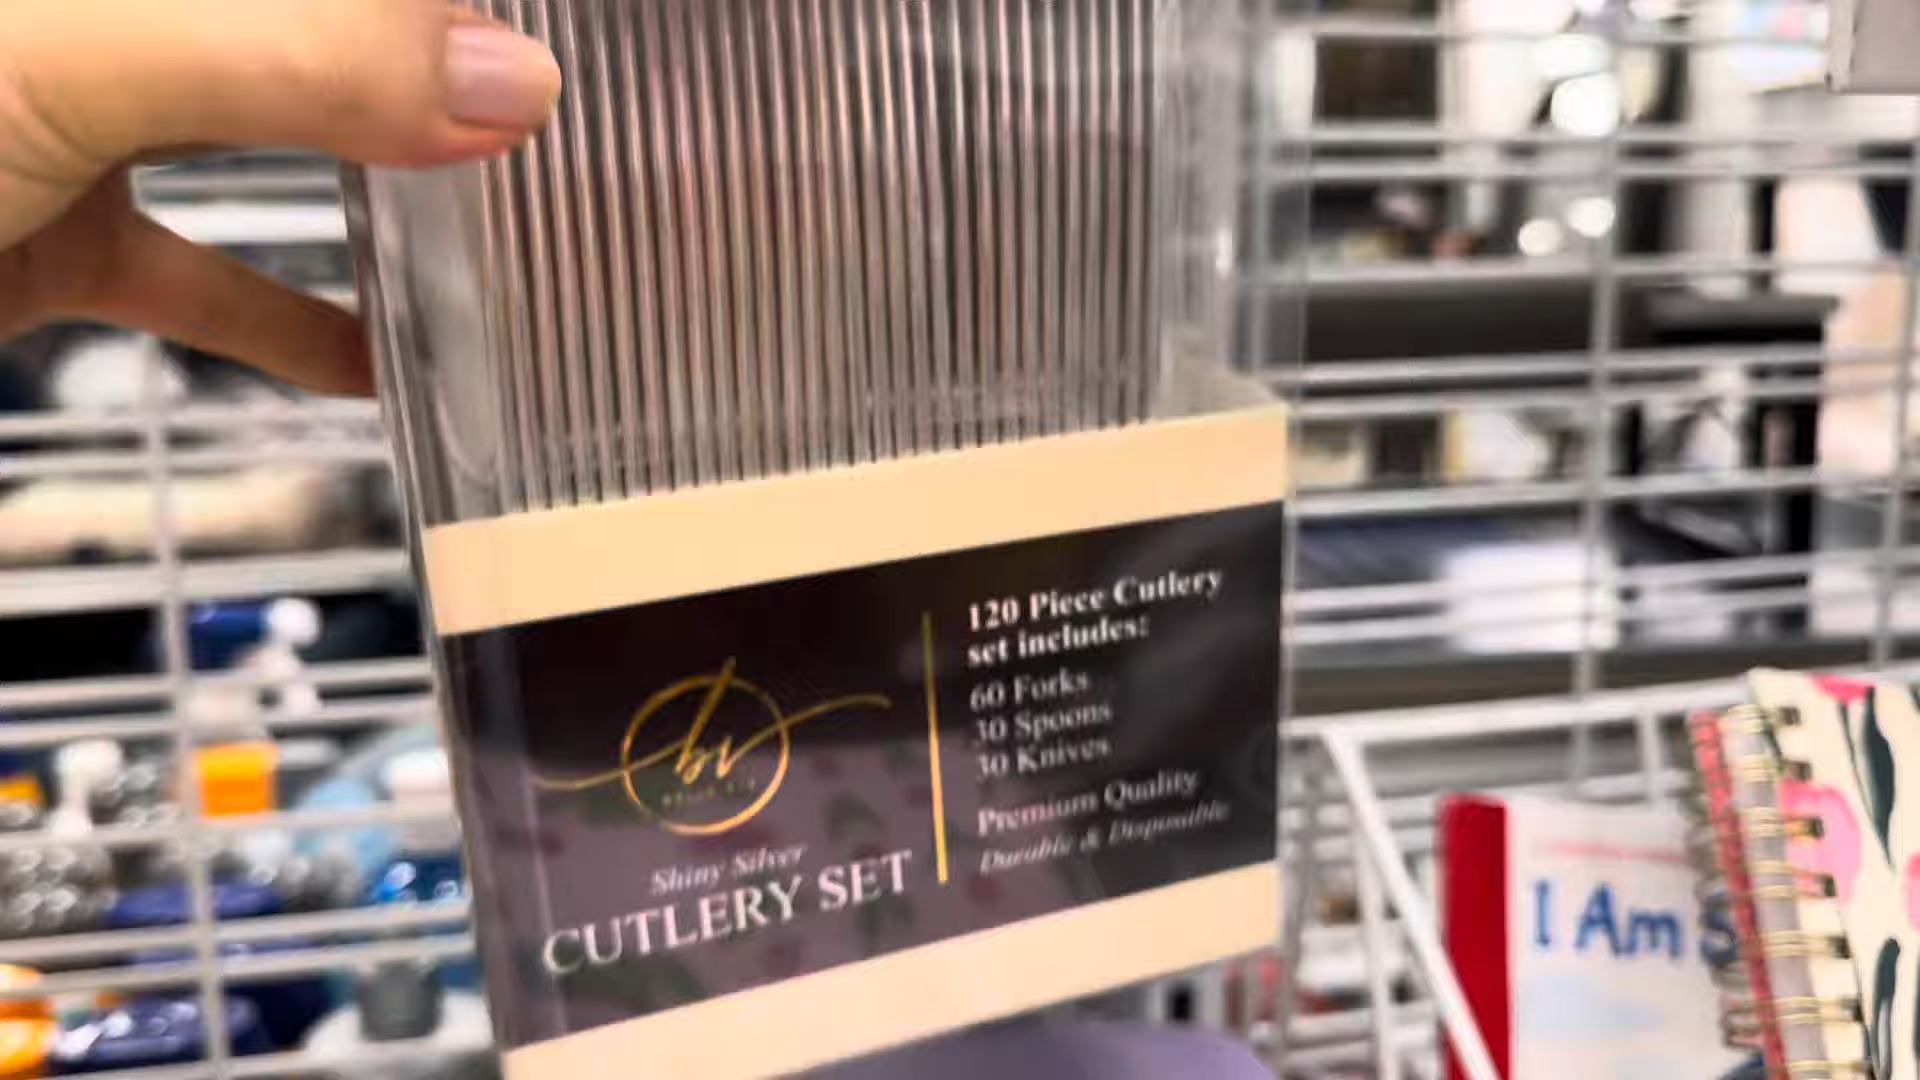 120 Piece Cutlery
set includes:
60 Forks
30 Spoons
30 Knives
Premium Quality
Durable & Disposable
bv
Shiny Silver
CUTLERY SET
I Am